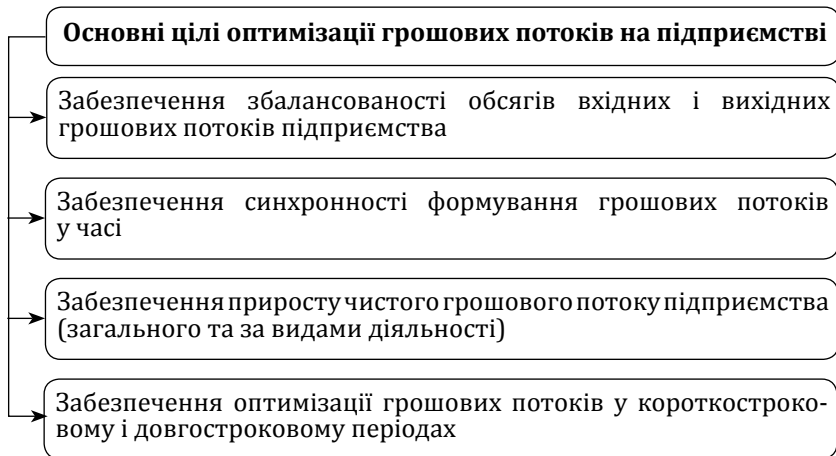 Основні цілі оптимізації грошових потоків на підприємстві
Забезпечення збалансованості обсягів вхідних і вихідних
грошових потоків підприємства
Забезпечення синхронності формування грошових потоків
у часі
Забезпечення приросту чистого грошового потоку підприємства
(загального та за видами діяльності)
Забезпечення оптимізації грошових потоків у короткостроко-
вому і довгостроковому періодах